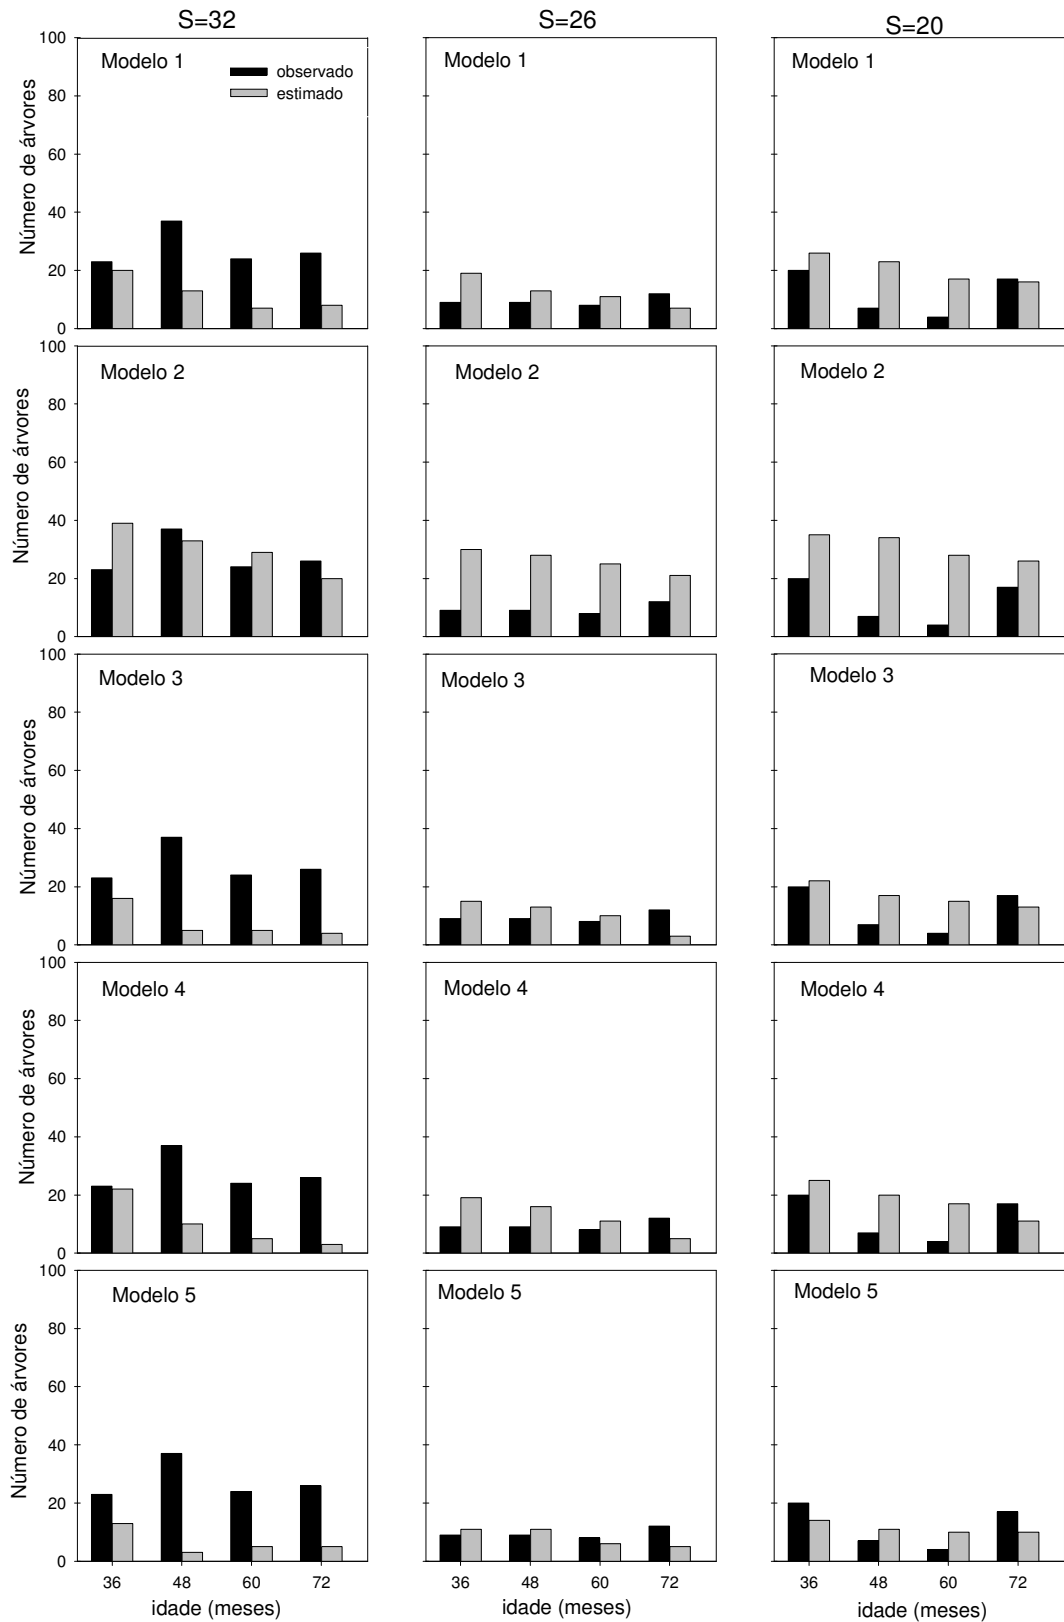 S=32
S=26
S=20
Número de árvores
100
80
60
40
20
0
Modelo 1
observado
estimado
Modelo 1
Modelo 1
Número de árvores
100
80
60
40
20
0
Modelo 2
Modelo 2
Modelo 2
Número de árvores
100
80
60
40
20
0
Modelo 3
Modelo 3
Modelo 3
Número de árvores
100
80
60
40
20
0
Modelo 4
Modelo 4
Modelo 4
Número de árvores
100
80
60
40
20
0
Modelo 5
Modelo 5
Modelo 5
36 48 60 72
36 48 60 72
36 48 60 72
idade (meses)
idade (meses)
idade (meses)